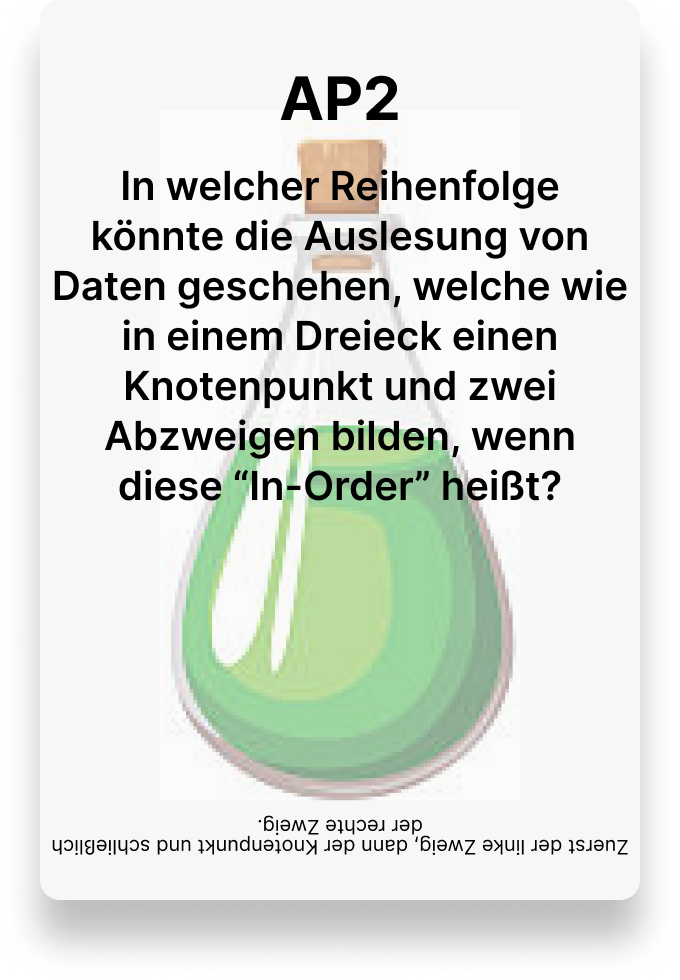 AP2
In welcher Reihenfolge
könnte die Auslesung von
Daten geschehen, welche wie
in einem Dreieck einen
Knotenpunkt und zwei
Abzweigen bilden, wenn
diese “In-Order” heißt?
Zuerst der linke Zweig, dann der Knotenpunkt und schließlich
der rechte Zweig.